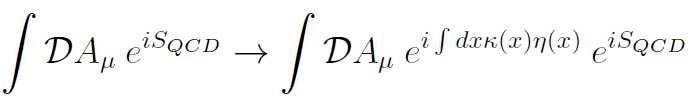 ∫ 𝒟A_μ e^{iS_{QCD}} → ∫ 𝒟A_μ e^{i ∫ dxκ(x)η(x)} e^{iS_{QCD}}